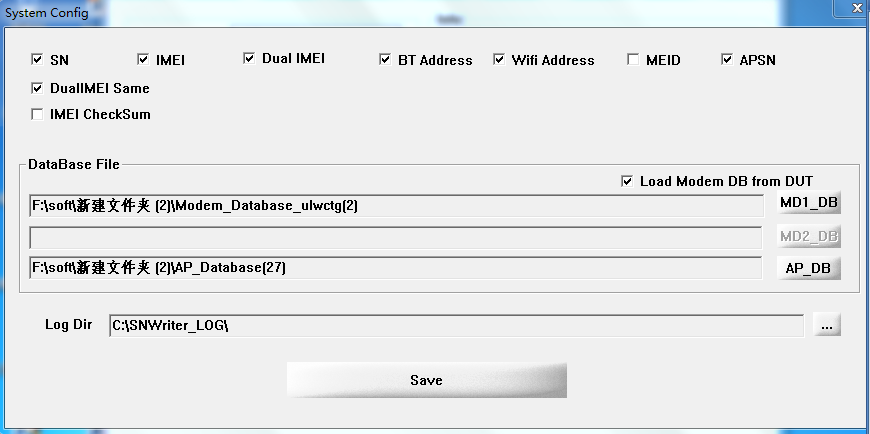 System Config
SN IMEI Dual IMEI BT Address Wifi Address MEID APSN
DualIMEI Same
IMEI CheckSum
DataBase File
Load Modem DB from DUT
F:\soft\新建文件夹 (2)\Modem_Database_ulwctg(2) MD1_DB
MD2_DB
F:\soft\新建文件夹 (2)\AP_Database(27) AP_DB
Log Dir C:\SNWriter_LOG\ ...
Save